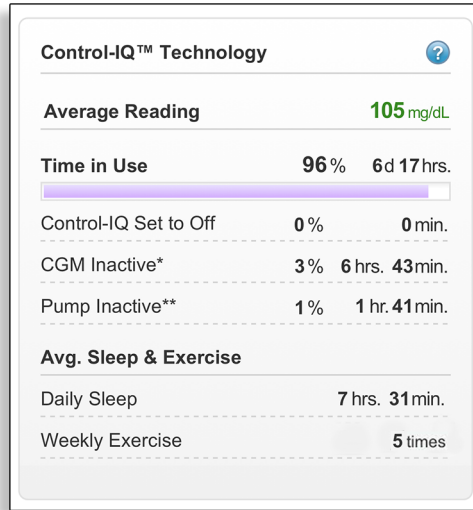 Control-IQ™ Technology ?
Average Reading 105 mg/dL
Time in Use 96 % 6d 17 hrs.
Control-IQ Set to Off 0 % 0 min.
CGM Inactive* 3 % 6 hrs. 43 min.
Pump Inactive** 1 % 1 hr. 41 min.
Avg. Sleep & Exercise
Daily Sleep 7 hrs. 31 min.
Weekly Exercise 5 times